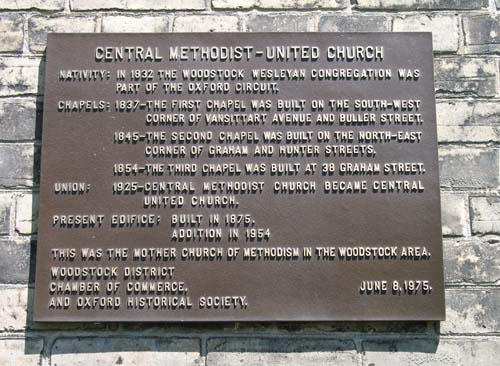 CENTRAL METHODIST-UNITED CHURCH
NATIVITY: IN 1832 THE WOODSTOCK WESLEYAN CONGREGATION WAS
PART OF THE OXFORD CIRCUIT.
CHAPELS: 1837-THE FIRST CHAPEL WAS BUILT ON THE SOUTH-WEST
CORNER OF VANSITTART AVENUE AND BULLER STREET.
1845-THE SECOND CHAPEL WAS BUILT ON THE NORTH-EAST
CORNER OF GRAHAM AND HUNTER STREETS.
1854-THE THIRD CHAPEL WAS BUILT AT 38 GRAHAM STREET.
UNION: 1925-CENTRAL METHODIST CHURCH BECAME CENTRAL
UNITED CHURCH.
PRESENT EDIFICE: BUILT IN 1875.
ADDITION IN 1954
THIS WAS THE MOTHER CHURCH OF METHODISM IN THE WOODSTOCK AREA.
WOODSTOCK DISTRICT
CHAMBER OF COMMERCE, JUNE 8, 1975.
AND OXFORD HISTORICAL SOCIETY.